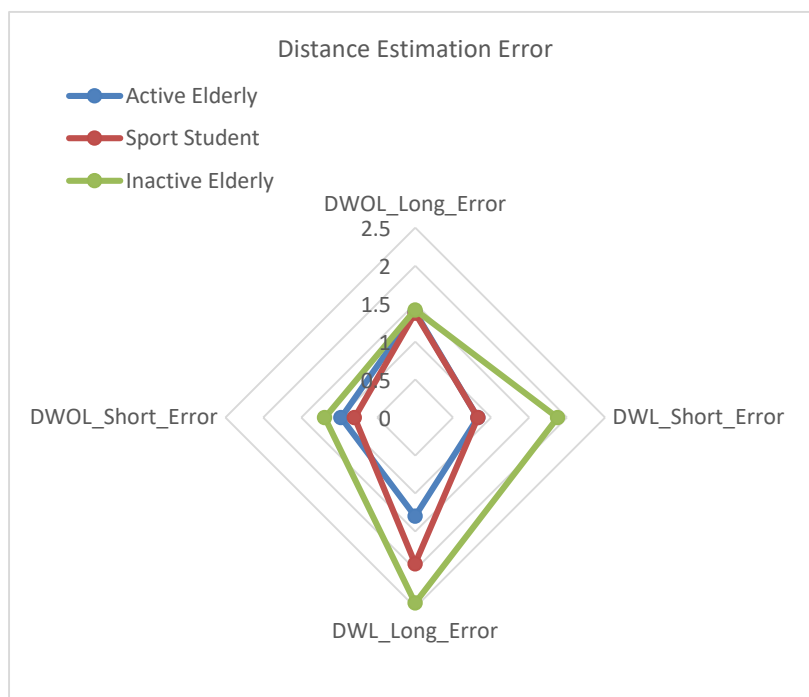 Distance Estimation Error
Active Elderly
Sport Student
Inactive Elderly
DWOL_Long_Error
2.5
2
1.5
1
0.5
0
DWOL_Short_Error
DWL_Short_Error
DWL_Long_Error